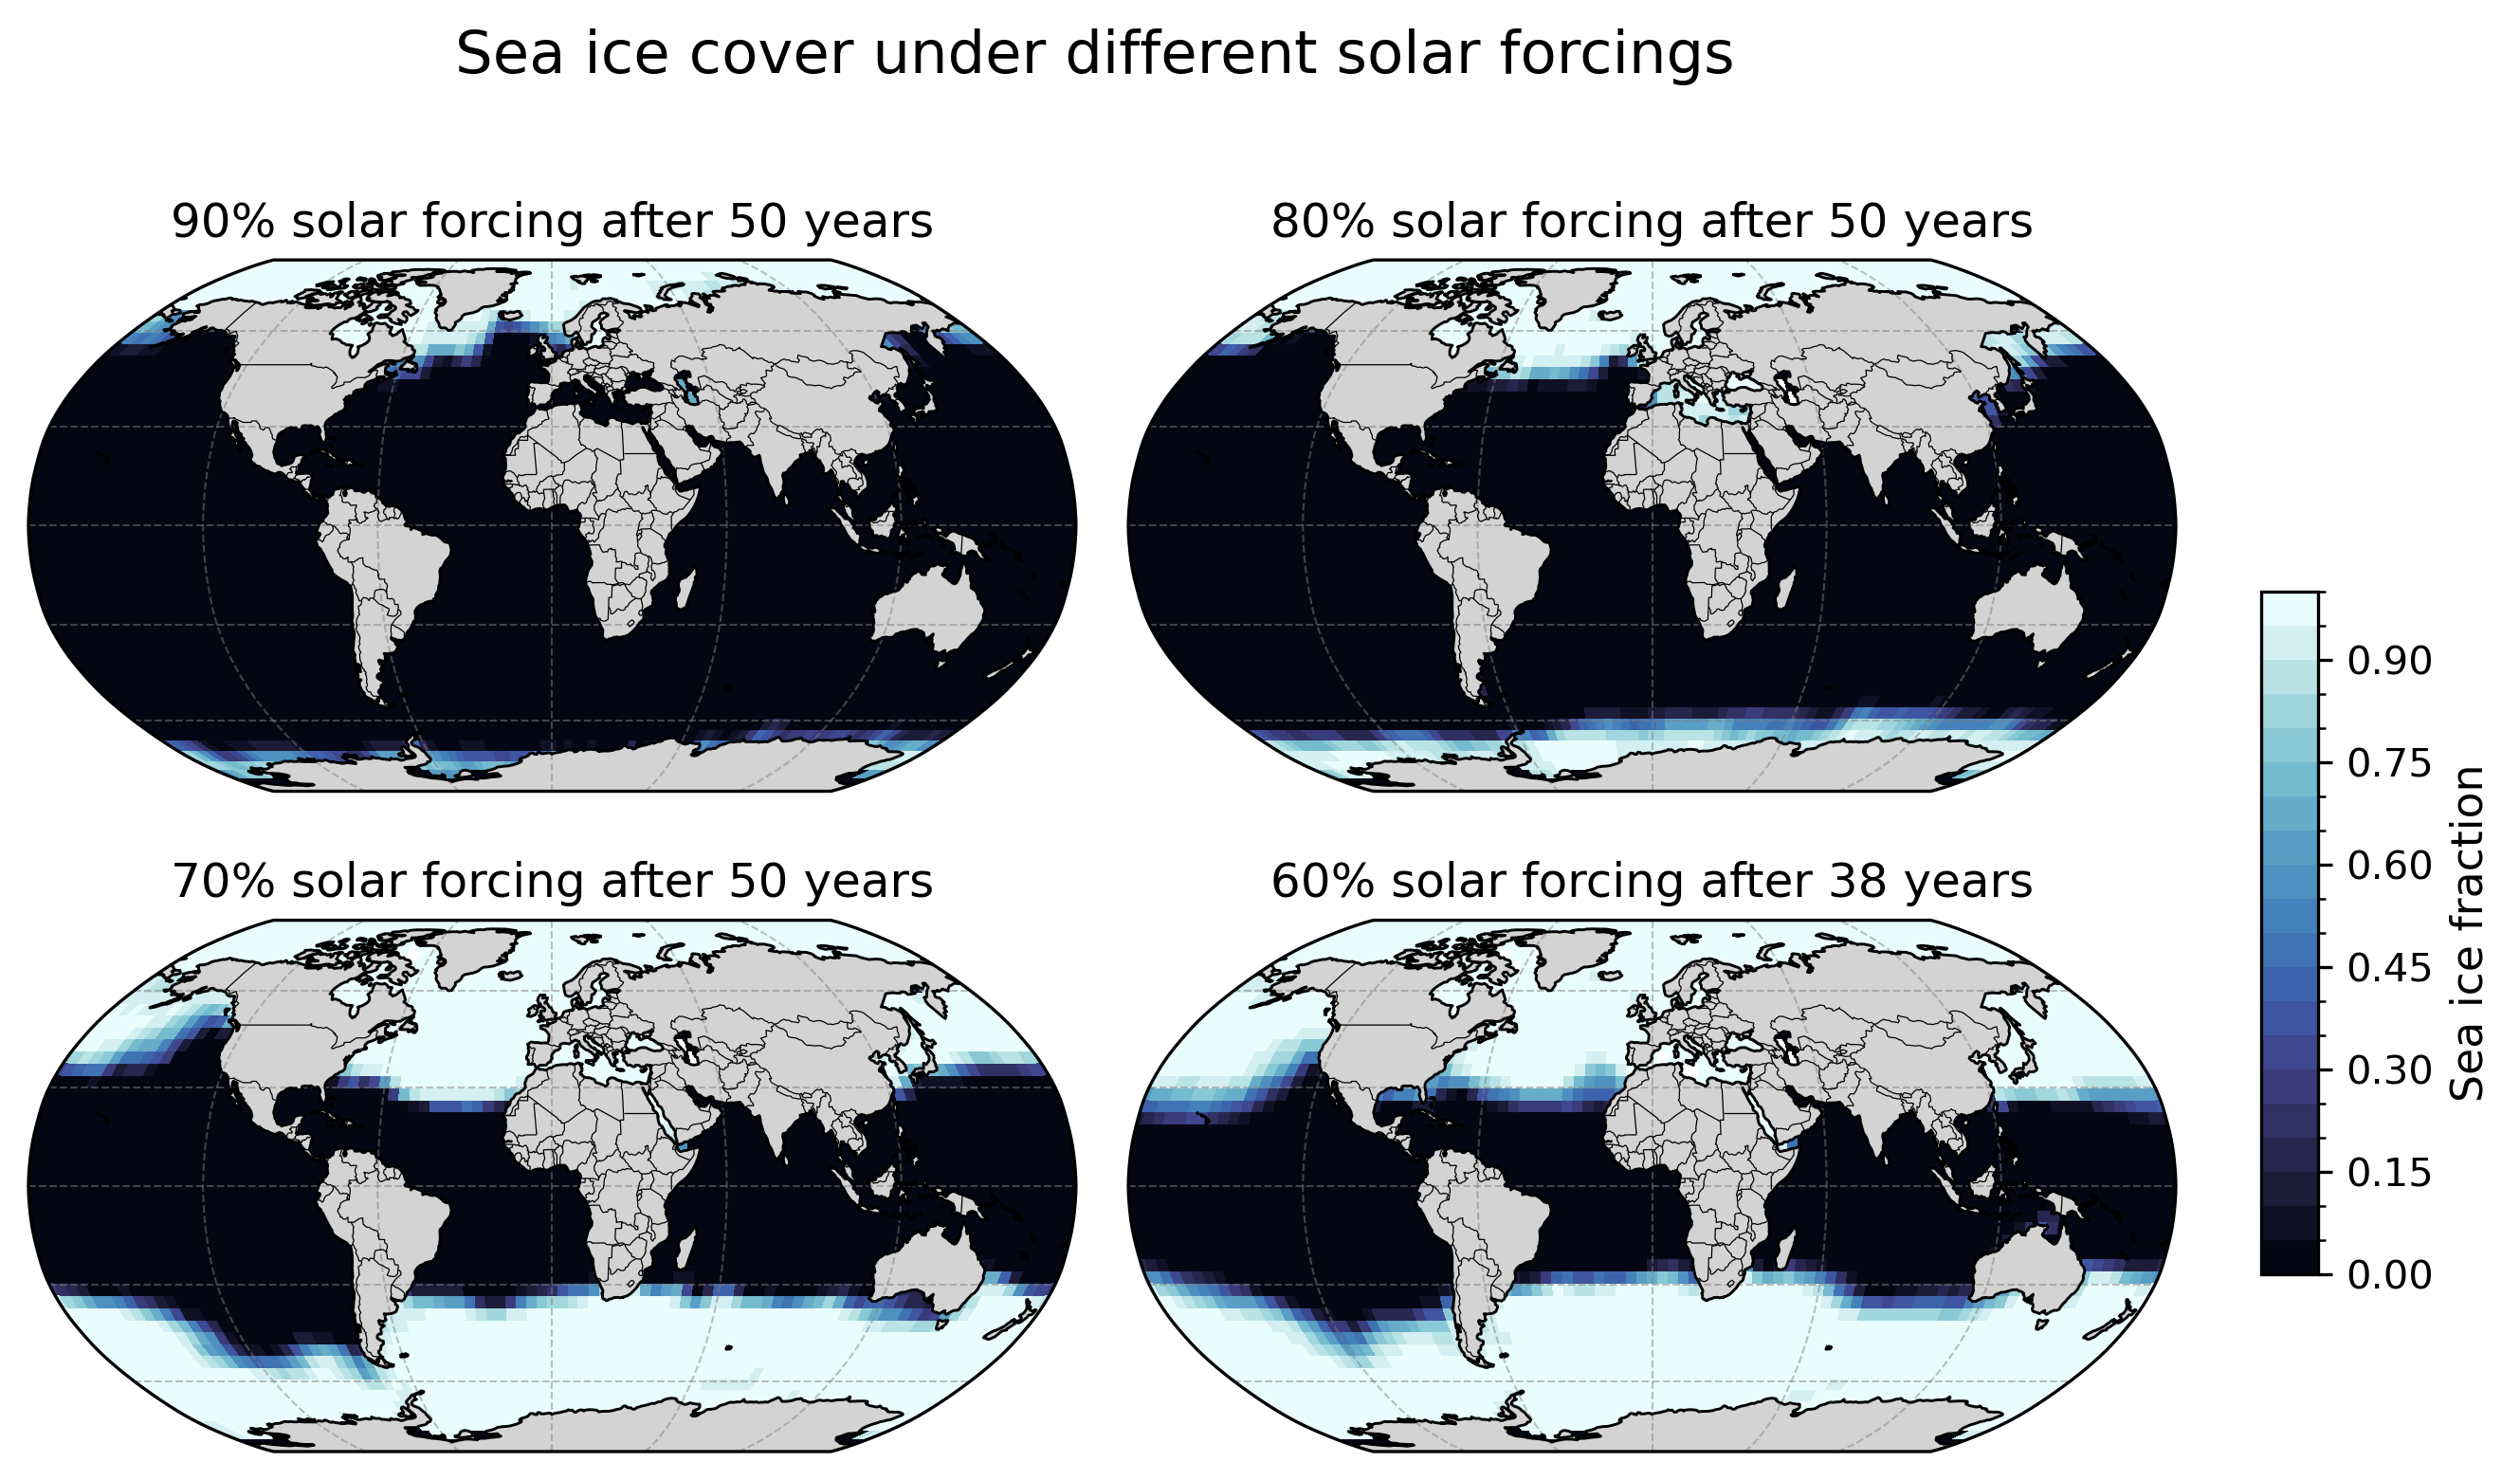 Sea ice cover under different solar forcings
90% solar forcing after 50 years
80% solar forcing after 50 years
70% solar forcing after 50 years
60% solar forcing after 38 years
0.90
0.75
0.60
0.45
0.30
0.15
0.00
Sea ice fraction